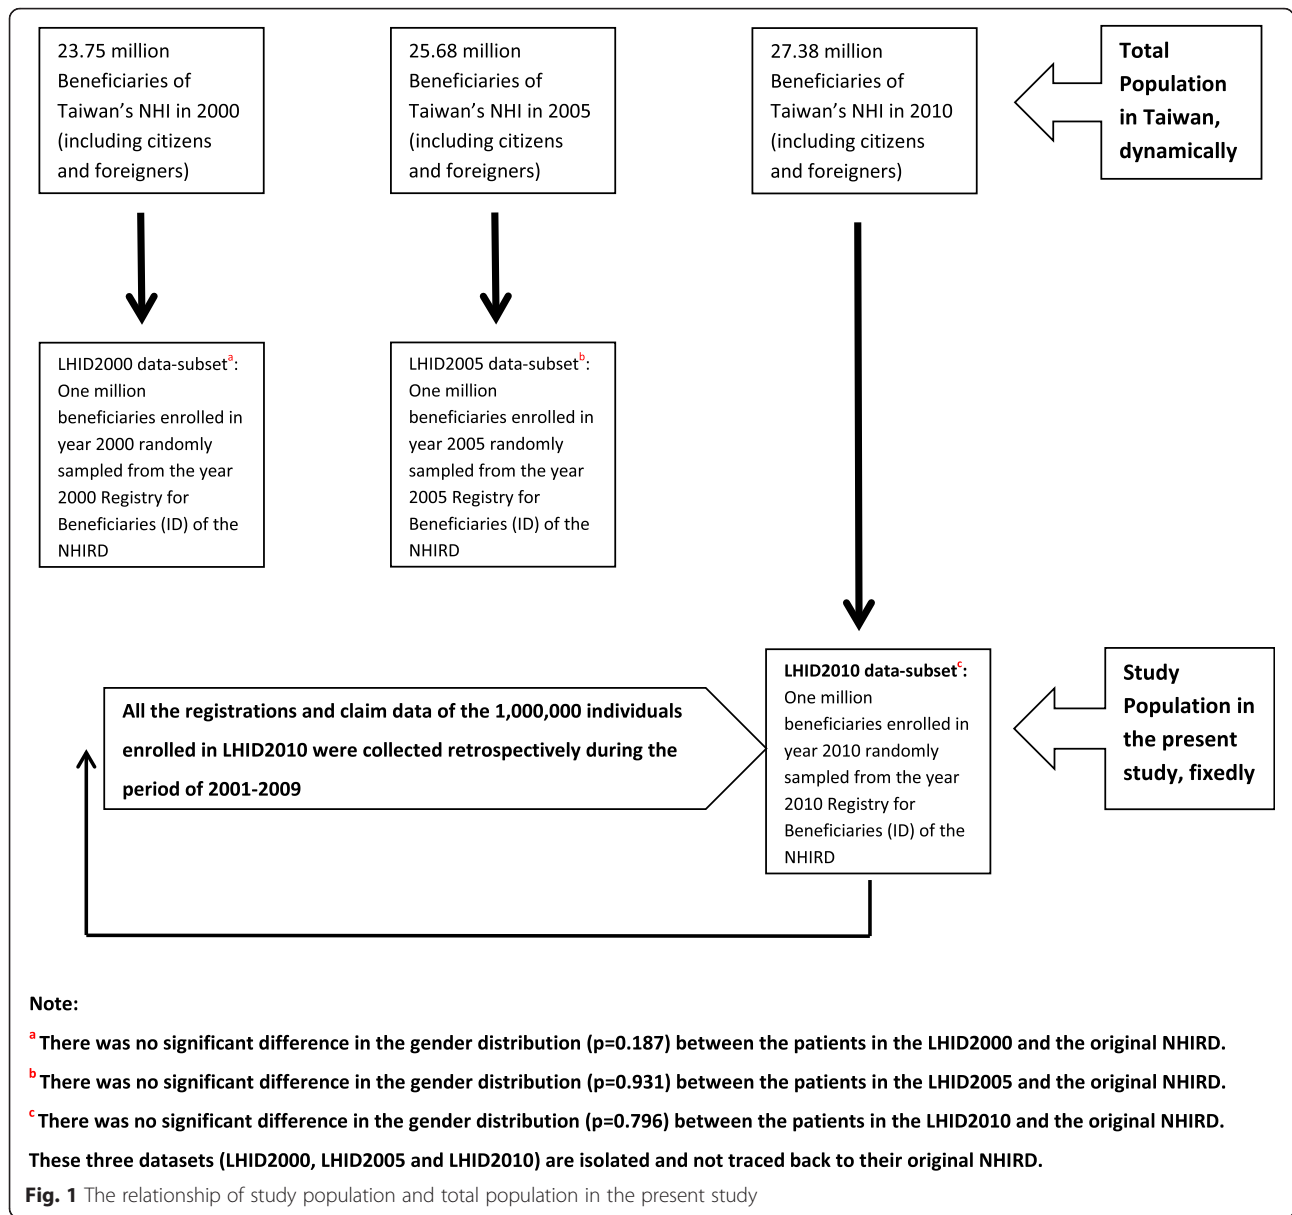 23.75 million
Beneficiaries of
Taiwan’s NHI in 2000
(including citizens
and foreigners)
25.68 million
Beneficiaries of
Taiwan’s NHI in 2005
(including citizens
and foreigners)
27.38 million
Beneficiaries of
Taiwan’s NHI in 2010
(including citizens
and foreigners)
Total
Population
in Taiwan,
dynamically
LHID2000 data-subsetᵃ:
One million
beneficiaries enrolled in
year 2000 randomly
sampled from the year
2000 Registry for
Beneficiaries (ID) of the
NHIRD
LHID2005 data-subsetᵇ:
One million
beneficiaries enrolled in
year 2005 randomly
sampled from the year
2005 Registry for
Beneficiaries (ID) of the
NHIRD
All the registrations and claim data of the 1,000,000 individuals
enrolled in LHID2010 were collected retrospectively during the
period of 2001-2009
LHID2010 data-subsetᶜ:
One million
beneficiaries enrolled in
year 2010 randomly
sampled from the year
2010 Registry for
Beneficiaries (ID) of the
NHIRD
Study
Population in
the present
study, fixedly
Note:
ᵃ There was no significant difference in the gender distribution (p=0.187) between the patients in the LHID2000 and the original NHIRD.
ᵇ There was no significant difference in the gender distribution (p=0.931) between the patients in the LHID2005 and the original NHIRD.
ᶜ There was no significant difference in the gender distribution (p=0.796) between the patients in the LHID2010 and the original NHIRD.
These three datasets (LHID2000, LHID2005 and LHID2010) are isolated and not traced back to their original NHIRD.
Fig. 1 The relationship of study population and total population in the present study